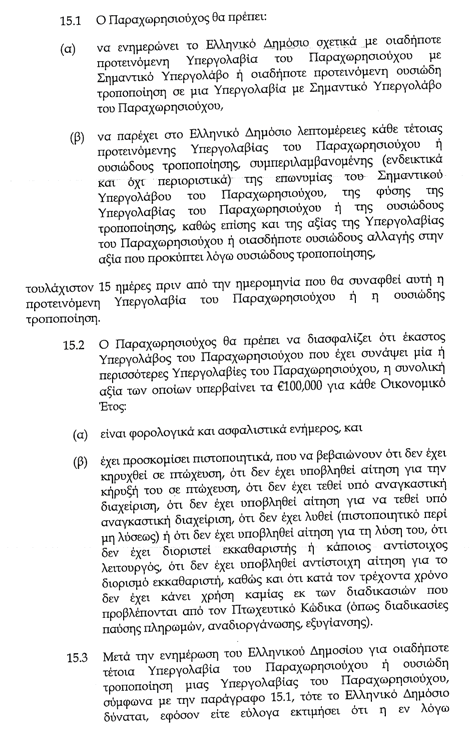 15.1 Ο Παραχωρησιούχος θα πρέπει:
(α) να ενημερώνει το Ελληνικό Δημόσιο σχετικά με οιαδήποτε
προτεινόμενη Υπεργολαβία του Παραχωρησιούχου με
Σημαντικό Υπεργολάβο ή οιαδήποτε προτεινόμενη ουσιώδη
τροποποίηση σε μια Υπεργολαβία με Σημαντικό Υπεργολάβο
του Παραχωρησιούχου,
(β) να παρέχει στο Ελληνικό Δημόσιο λεπτομέρειες κάθε τέτοιας
προτεινόμενης Υπεργολαβίας του Παραχωρησιούχου ή
ουσιώδους τροποποίησης, συμπεριλαμβανομένης (ενδεικτικά
και όχι περιοριστικά) της επωνυμίας του Σημαντικού
Υπεργολάβου του Παραχωρησιούχου, της φύσης της
Υπεργολαβίας του Παραχωρησιούχου ή της ουσιώδους
τροποποίησης, καθώς επίσης και της αξίας της Υπεργολαβίας
του Παραχωρησιούχου ή οιασδήποτε ουσιώδους αλλαγής στην
αξία που προκύπτει λόγω ουσιώδους τροποποίησης,
τουλάχιστον 15 ημέρες πριν από την ημερομηνία που θα συναφθεί αυτή η
προτεινόμενη Υπεργολαβία του Παραχωρησιούχου ή η ουσιώδης
τροποποίηση.
15.2 Ο Παραχωρησιούχος θα πρέπει να διασφαλίζει ότι έκαστος
Υπεργολάβος του Παραχωρησιούχου που έχει συνάψει μία ή
περισσότερες Υπεργολαβίες του Παραχωρησιούχου, η συνολική
αξία των οποίων υπερβαίνει τα €100,000 για κάθε Οικονομικό
Έτος:
(α) είναι φορολογικά και ασφαλιστικά ενήμερος, και
(β) έχει προσκομίσει πιστοποιητικά, που να βεβαιώνουν ότι δεν έχει
κηρυχθεί σε πτώχευση, ότι δεν έχει υποβληθεί αίτηση για την
κήρυξή του σε πτώχευση, ότι δεν έχει τεθεί υπό αναγκαστική
διαχείριση, ότι δεν έχει υποβληθεί αίτηση για να τεθεί υπό
αναγκαστική διαχείριση, ότι δεν έχει λυθεί (πιστοποιητικό περί
μη λύσεως) ή ότι δεν έχει υποβληθεί αίτηση για τη λύση του, ότι
δεν έχει διοριστεί εκκαθαριστής ή κάποιος αντίστοιχος
λειτουργός, ότι δεν έχει υποβληθεί αντίστοιχη αίτηση για το
διορισμό εκκαθαριστή, καθώς και ότι κατά τον τρέχοντα χρόνο
δεν έχει κάνει χρήση καμίας εκ των διαδικασιών που
προβλέπονται από τον Πτωχευτικό Κώδικα (όπως διαδικασίες
παύσης πληρωμών, αναδιοργάνωσης, εξυγίανσης).
15.3 Μετά την ενημέρωση του Ελληνικού Δημοσίου για οιαδήποτε
τέτοια Υπεργολαβία του Παραχωρησιούχου ή ουσιώδη
τροποποίηση μιας Υπεργολαβίας του Παραχωρησιούχου,
σύμφωνα με την παράγραφο 15.1, τότε το Ελληνικό Δημόσιο
δύναται, εφόσον είτε εύλογα εκτιμήσει ότι η εν λόγω